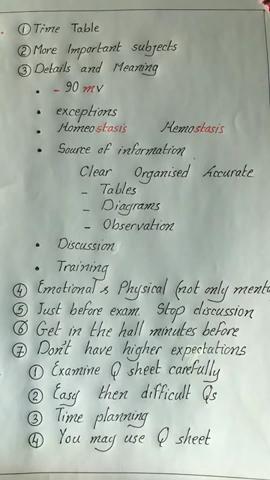 ① Time Table
② More Important subjects
③ Details and Meaning
• - 90 mv
• exceptions
• Homeostasis Hemostasis
• Source of information
Clear Organised Accurate
- Tables
- Diagrams
- Observation
• Discussion
• Training
④ Emotional & Physical (not only menta
⑤ Just before exam Stop discussion
⑥ Get in the hall minutes before
⑦ Don't have higher expectations
① Examine Q sheet carefully
② Easy then difficult Qs
③ Time planning
④ You may use Q sheet